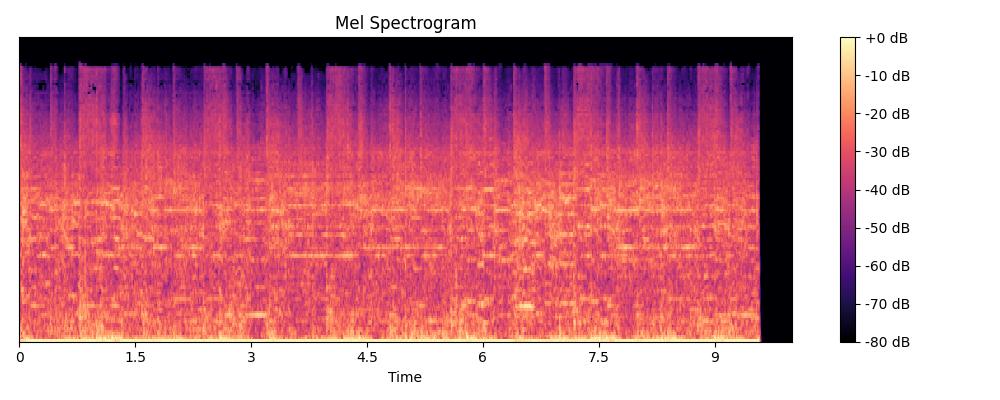 Mel Spectrogram
+0 dB
-10 dB
-20 dB
-30 dB
-40 dB
-50 dB
-60 dB
-70 dB
-80 dB
0 1.5 3 4.5 6 7.5 9
Time